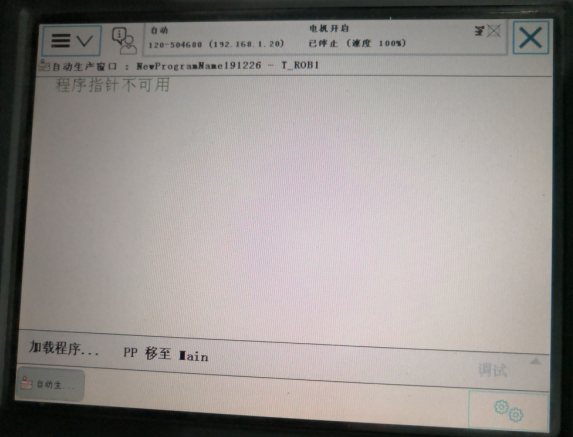 自动
电机开启
120-504680 (192.168.1.20)
已停止 (速度 100%)
自动生产窗口 : NewProgramName191226 - T_ROB1
程序指针不可用
加载程序... PP 移至 Main
调试
自动生...